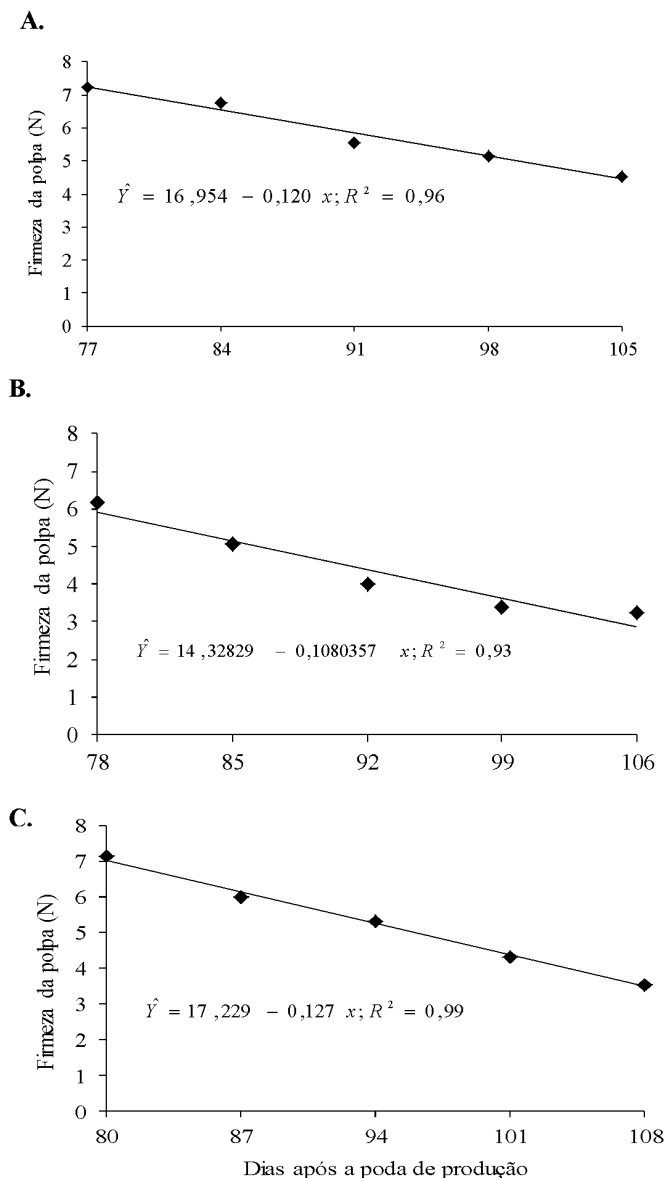 A.
Firmeza da polpa (N)
8
7
6
5
4
3
2
1
0
Ŷ = 16 ,954 − 0,120 x; R² = 0,96
77 84 91 98 105
B.
Firmeza da polpa (N)
8
7
6
5
4
3
2
1
0
Ŷ = 14 ,32829 − 0,1080357 x; R² = 0,93
78 85 92 99 106
C.
Firmeza da polpa (N)
8
7
6
5
4
3
2
1
0
Ŷ = 17 ,229 − 0,127 x; R² = 0,99
80 87 94 101 108
Dias após a poda de produção